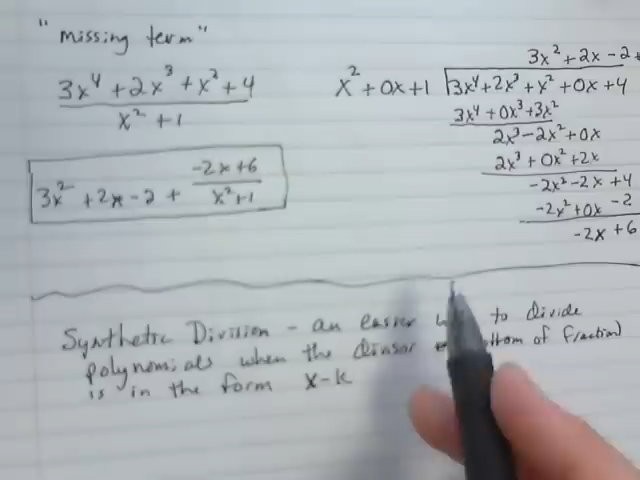 "missing term"
3x⁴ + 2x³ + x² + 4
x² + 1
3x² + 2x - 2 + (-2x + 6)/(x² + 1)
3x² + 2x - 2 +
x² + 0x + 1 √3x⁴ + 2x³ + x² + 0x + 4
3x⁴ + 0x³ + 3x²
2x³ - 2x² + 0x
2x³ + 0x² + 2x
-2x² - 2x + 4
-2x² + 0x - 2
-2x + 6
Synthetic Division - an easier to divide
polynomials when the divisor of fraction)
is in the form x-k